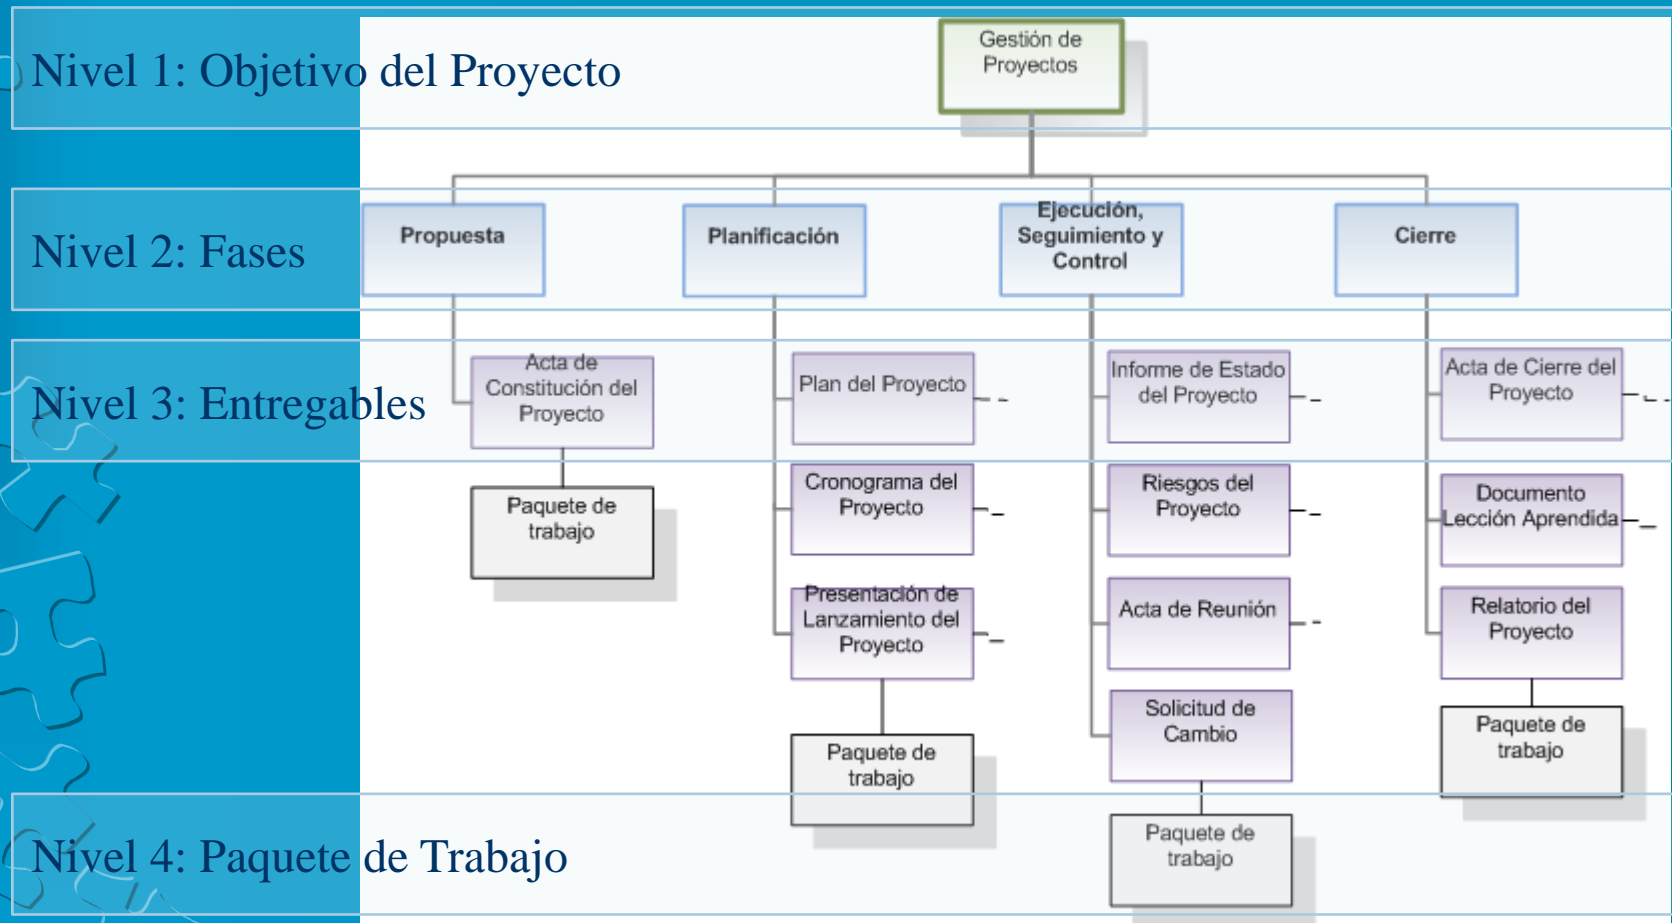 Nivel 1: Objetivo del Proyecto
Gestión de
Proyectos
Nivel 2: Fases
Propuesta
Planificación
Ejecución,
Seguimiento y
Control
Cierre
Nivel 3: Entregables
Acta de
Constitución del
Proyecto
Plan del Proyecto
Informe de Estado
del Proyecto
Acta de Cierre del
Proyecto
Paquete de
trabajo
Cronograma del
Proyecto
Riesgos del
Proyecto
Documento
Lección Aprendida
Presentación de
Lanzamiento del
Proyecto
Acta de Reunión
Relatorio del
Proyecto
Paquete de
trabajo
Solicitud de
Cambio
Paquete de
trabajo
Nivel 4: Paquete de Trabajo
Paquete de
trabajo